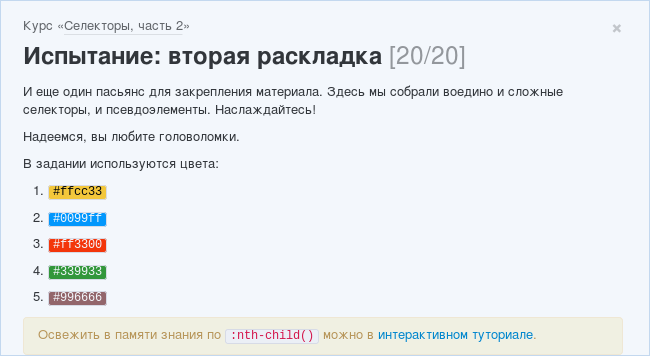 Курс «Селекторы, часть 2»
Испытание: вторая раскладка [20/20]
И еще один пасьянс для закрепления материала. Здесь мы собрали воедино и сложные
селекторы, и псевдоэлементы. Наслаждайтесь!
Надеемся, вы любите головоломки.
В задании используются цвета:
1. #ffcc33
2. #0099ff
3. #ff3300
4. #339933
5. #996666
Освежить в памяти знания по :nth-child() можно в интерактивном туториале.